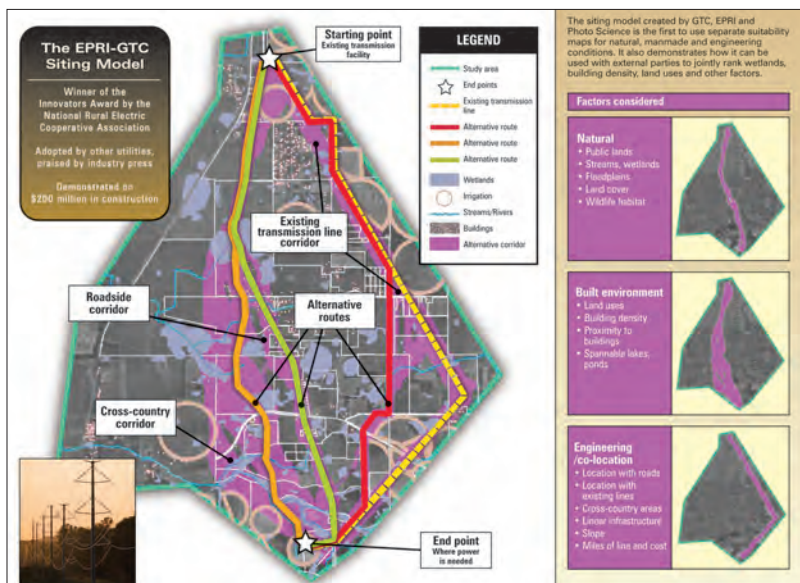 The EPRI-GTC
Siting Model
Winner of the
Innovators Award by the
National Rural Electric
Cooperative Association
Adopted by other utilities,
praised by industry press
Demonstrated on
$200 million in construction
Starting point
Existing transmission
facility
Existing
transmission line
corridor
Roadside
corridor
Alternative
routes
Cross-country
corridor
End point
Where power
is needed
LEGEND
Study area
End points
Existing transmission
line
Alternative route
Alternative route
Alternative route
Wetlands
Irrigation
Streams/Rivers
Buildings
Alternative corridor
The siting model created by GTC, EPRI and
Photo Science is the first to use separate suitability
maps for natural, manmade and engineering
conditions. It also demonstrates how it can be
used with external parties to jointly rank wetlands,
building density, land uses and other factors.
Factors considered
Natural
• Public lands
• Streams, wetlands
• Floodplains
• Land cover
• Wildlife habitat
Built environment
• Land uses
• Building density
• Proximity to
buildings
• Spannable lakes,
ponds
Engineering
/co-location
• Location with roads
• Location with
existing lines
• Cross-country areas
• Linear infrastructure
• Slope
• Miles of line and cost